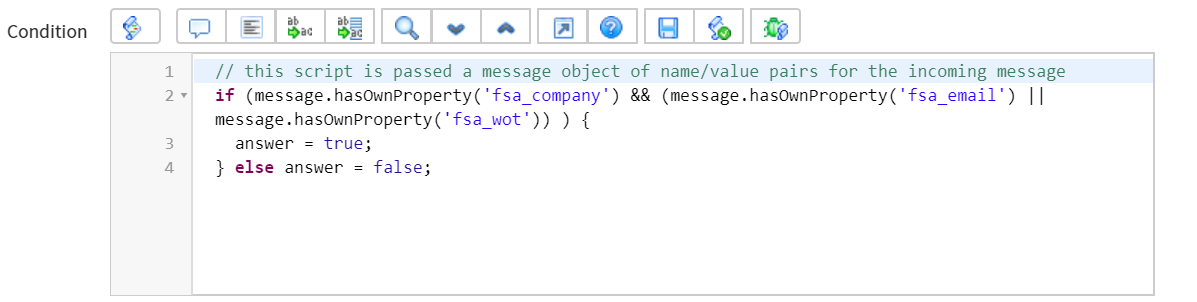 Condition
ab
ac
ab
ac
?
1 // this script is passed a message object of name/value pairs for the incoming message
2 if (message.hasOwnProperty('fsa_company') && (message.hasOwnProperty('fsa_email') ||
message.hasOwnProperty('fsa_wot')) ) {
3 answer = true;
4 } else answer = false;